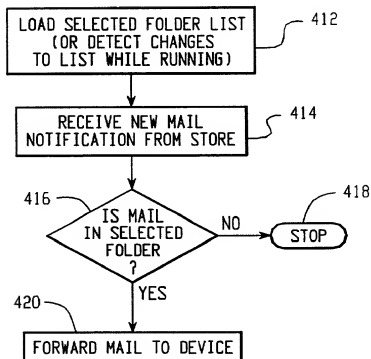 LOAD SELECTED FOLDER LIST
(OR DETECT CHANGES
TO LIST WHILE RUNNING)
412
RECEIVE NEW MAIL
NOTIFICATION FROM STORE
414
416
IS MAIL
IN SELECTED
FOLDER
?
NO
418
STOP
YES
420
FORWARD MAIL TO DEVICE